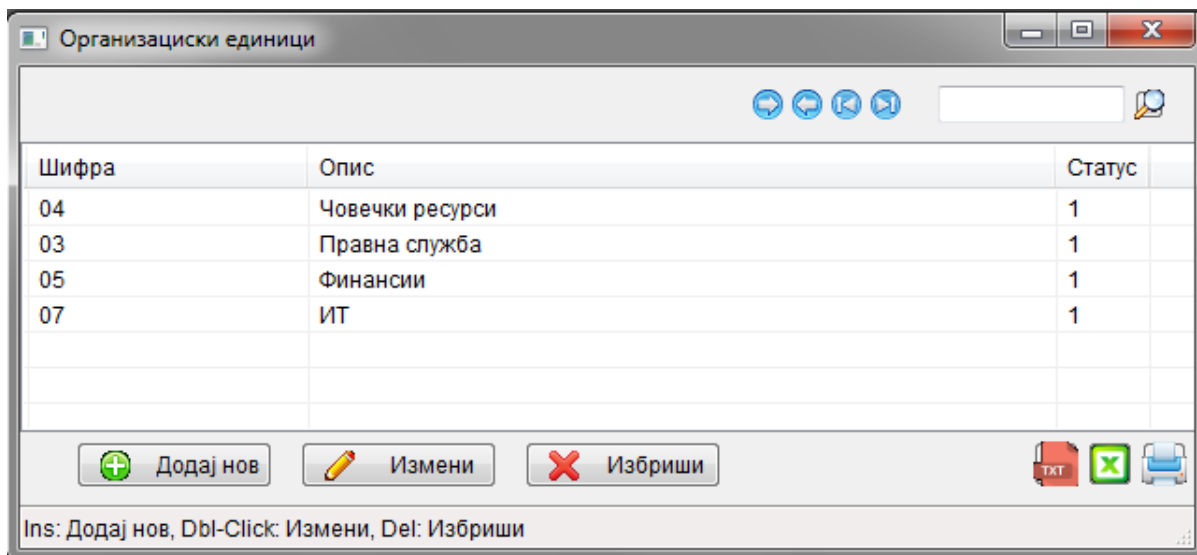 Организациски единици
Шифра Опис Статус
04 Човечки ресурси 1
03 Правна служба 1
05 Финансии 1
07 ИТ 1
Додај нов Измени Избриши TXT
Ins: Додај нов, Dbl-Click: Измени, Del: Избриши